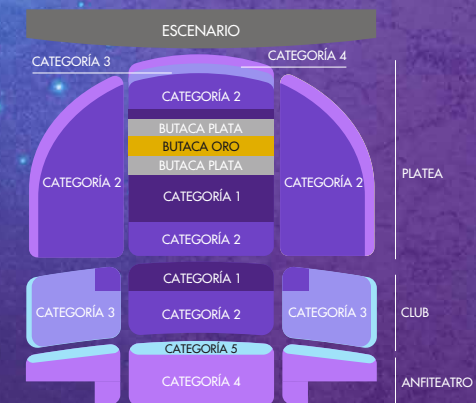 ESCENARIO
CATEGORÍA 3
CATEGORÍA 4
CATEGORÍA 2
BUTACA PLATA
BUTACA ORO
BUTACA PLATA
CATEGORÍA 2
CATEGORÍA 2
PLATEA
CATEGORÍA 1
CATEGORÍA 2
CATEGORÍA 1
CATEGORÍA 3
CATEGORÍA 2
CATEGORÍA 3
CLUB
CATEGORÍA 5
CATEGORÍA 4
ANFITEATRO